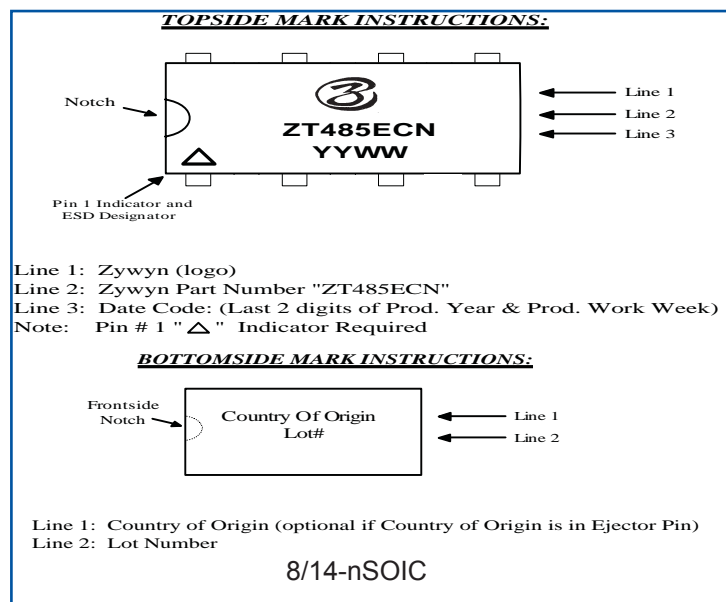 TOPSIDE MARK INSTRUCTIONS:
Notch
ZT485ECN
YYWW
Line 1
Line 2
Line 3
Pin 1 Indicator and
ESD Designator
Line 1: Zywyn (logo)
Line 2: Zywyn Part Number "ZT485ECN"
Line 3: Date Code: (Last 2 digits of Prod. Year & Prod. Work Week)
Note: Pin # 1 "△" Indicator Required
BOTTOMSIDE MARK INSTRUCTIONS:
Frontside
Notch
Country Of Origin
Lot#
Line 1
Line 2
Line 1: Country of Origin (optional if Country of Origin is in Ejector Pin)
Line 2: Lot Number
8/14-nSOIC